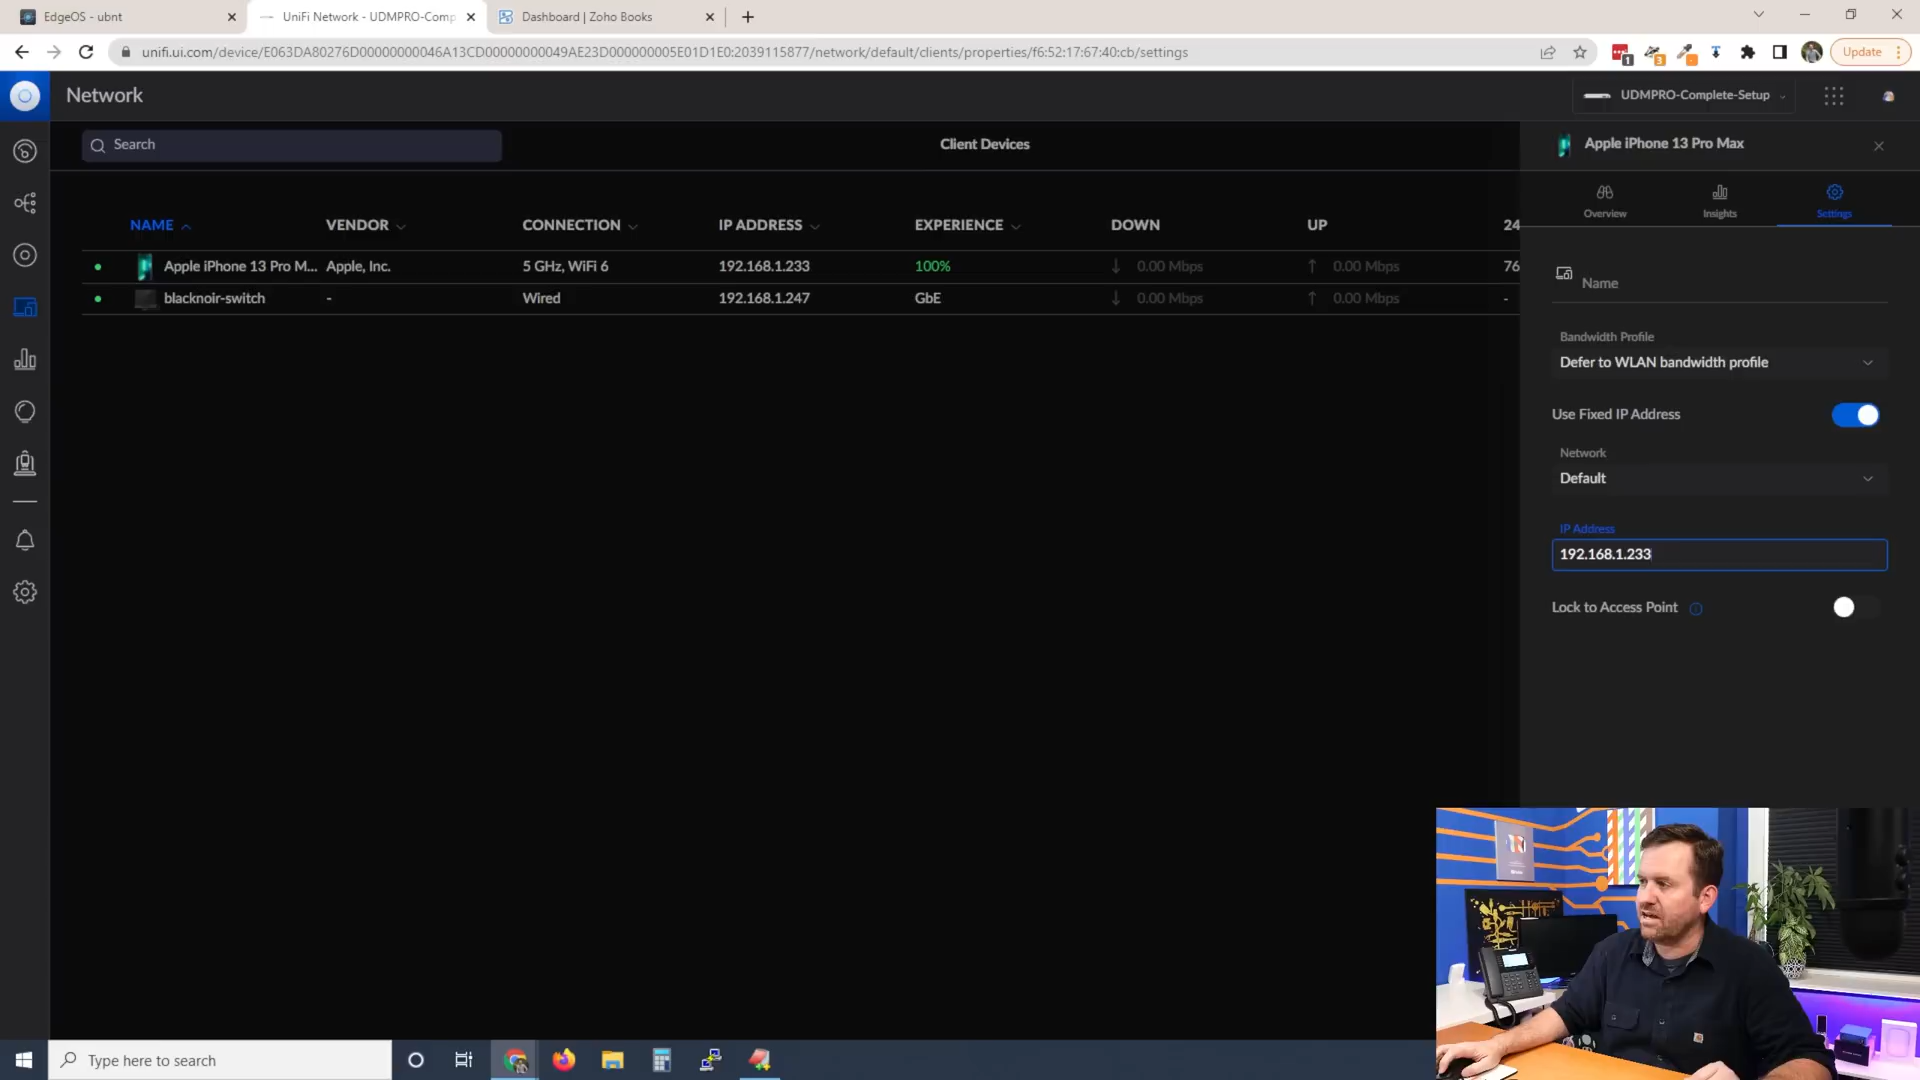 EdgeOS - ubnt
UniFi Network - UDMPRO-Comp
Dashboard | Zoho Books
unifi.ui.com/device/E063DA80276D00000000046A13CD00000000049AE23D000000005E01D1E0:2039115877/network/default/clients/properties/f6:52:17:67:40:cb/settings
1
3
Update
Network
UDMPRO-Complete-Setup
Search
Client Devices
Apple iPhone 13 Pro Max
Overview
Insights
Settings
NAME VENDOR CONNECTION IP ADDRESS EXPERIENCE DOWN UP 24
Apple iPhone 13 Pro M... Apple, Inc. 5 GHz, WiFi 6 192.168.1.233 100% 0.00 Mbps 0.00 Mbps 76
blacknoir-switch - Wired 192.168.1.247 GbE 0.00 Mbps 0.00 Mbps -
Name
Bandwidth Profile
Defer to WLAN bandwidth profile
Use Fixed IP Address
Network
Default
IP Address
192.168.1.233
Lock to Access Point
Type here to search